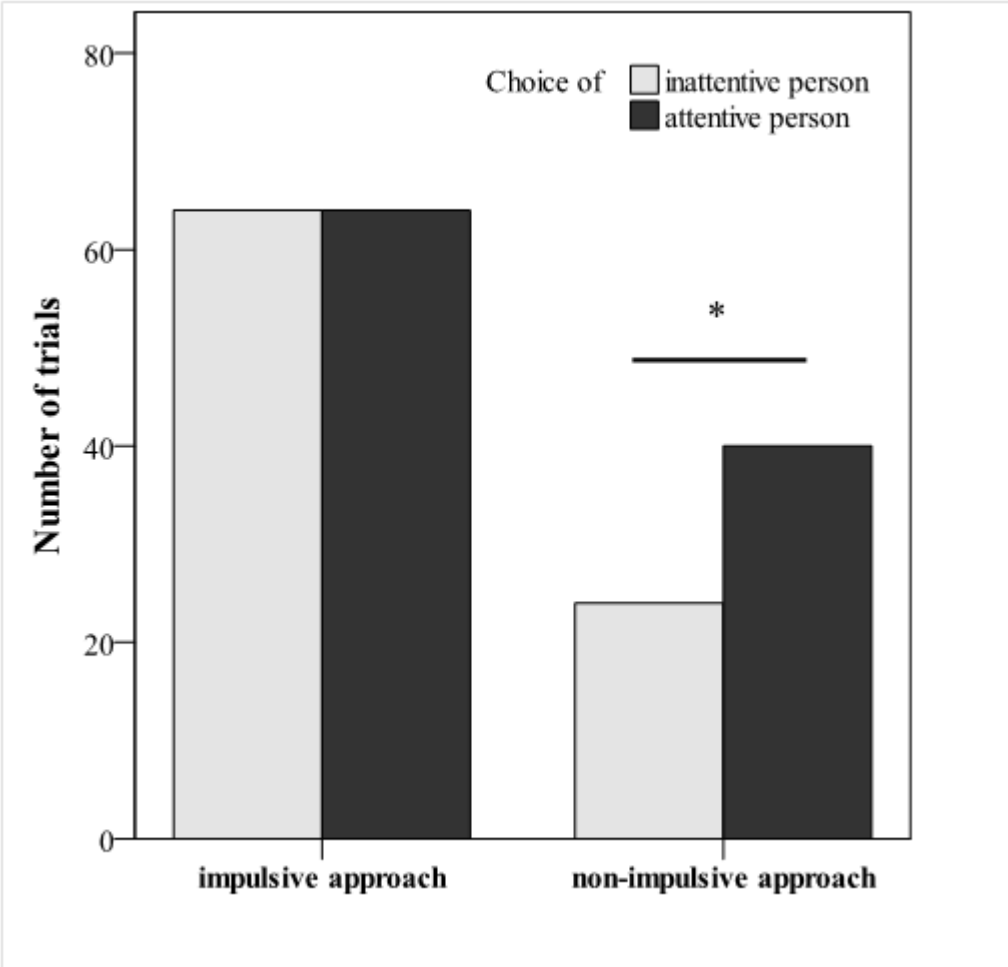 80
60
40
20
0
Number of trials
Choice of
inattentive person
attentive person
*
impulsive approach
non-impulsive approach